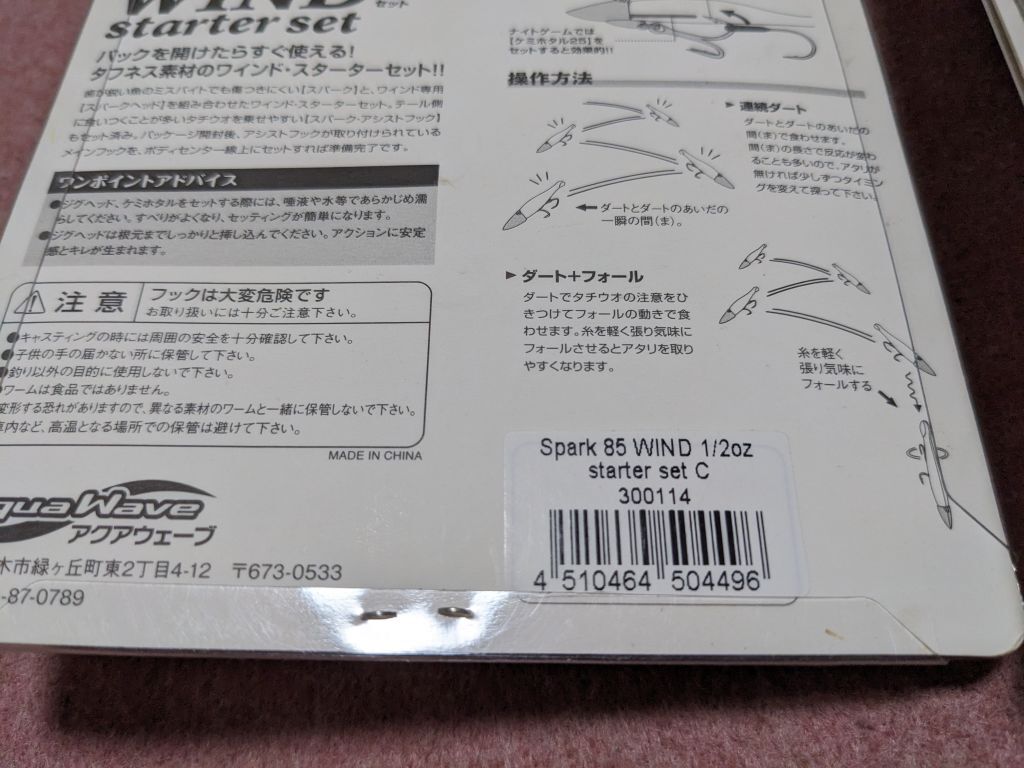 WIND
starter set
セット
パックを開けたらすぐ使える!
タフネス素材のワインド・スターターセット!!
歯が鋭い魚のミスバイトでも傷つきにくい【スパーク】と、ワインド専用
【スパークヘッド】を組み合わせたワインド・スターターセット。テール側
に食いつくことが多いタチウオを乗せやすい【スパーク・アシストフック】
もセット済み。パッケージ開封後、アシストフックが取り付けられている
メインフックを、ボディセンター線上にセットすれば準備完了です。
ワンポイントアドバイス
●ジグヘッド、ケミホタルをセットする際には、唾液や水等であらかじめ濡
らしてください。すべりがよくなり、セッティングが簡単になります。
●ジグヘッドは根元までしっかりと挿し込んでください。アクションに安定
感とキレが生まれます。
注意
フックは大変危険です
お取り扱いには十分ご注意下さい。
●キャスティングの時には周囲の安全を十分確認して下さい。
●子供の手の届かない所に保管して下さい。
●釣り以外の目的に使用しないで下さい。
●ワームは食品ではありません。
変形する恐れがありますので、異なる素材のワームと一緒に保管しないで下さい。
車内など、高温となる場所での保管は避けて下さい。
MADE IN CHINA
quaWave
アクアウェーブ
木市緑ヶ丘町東2丁目4-12 〒673-0533
-87-0789
ナイトゲームでは
【ケミホタル25】を
セットすると効果的!!
操作方法
▶連続ダート
ダートとダートのあいだの
間(ま)で食わせます。
間(ま)の長さで反応が変わ
ることも多いので、アタリが
無ければ少しずつタイミン
グを変えて探って下さい。
ダートとダートのあいだの
一瞬の間(ま)。
▶ダート+フォール
ダートでタチウオの注意をひ
きつけてフォールの動きで食
わせます。糸を軽く張り気味に
フォールさせるとアタリを取り
やすくなります。
糸を軽く
張り気味に
フォールする
Spark 85 WIND 1/2oz
starter set C
300114
4 510464 504496